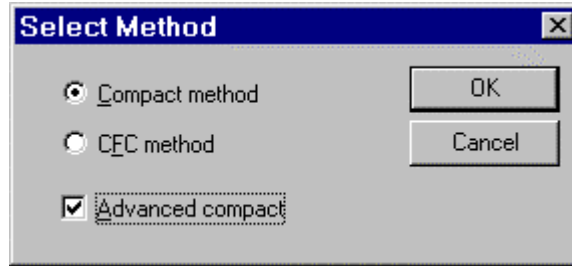 Select Method
Compact method
OK
CFC method
Cancel
Advanced compact